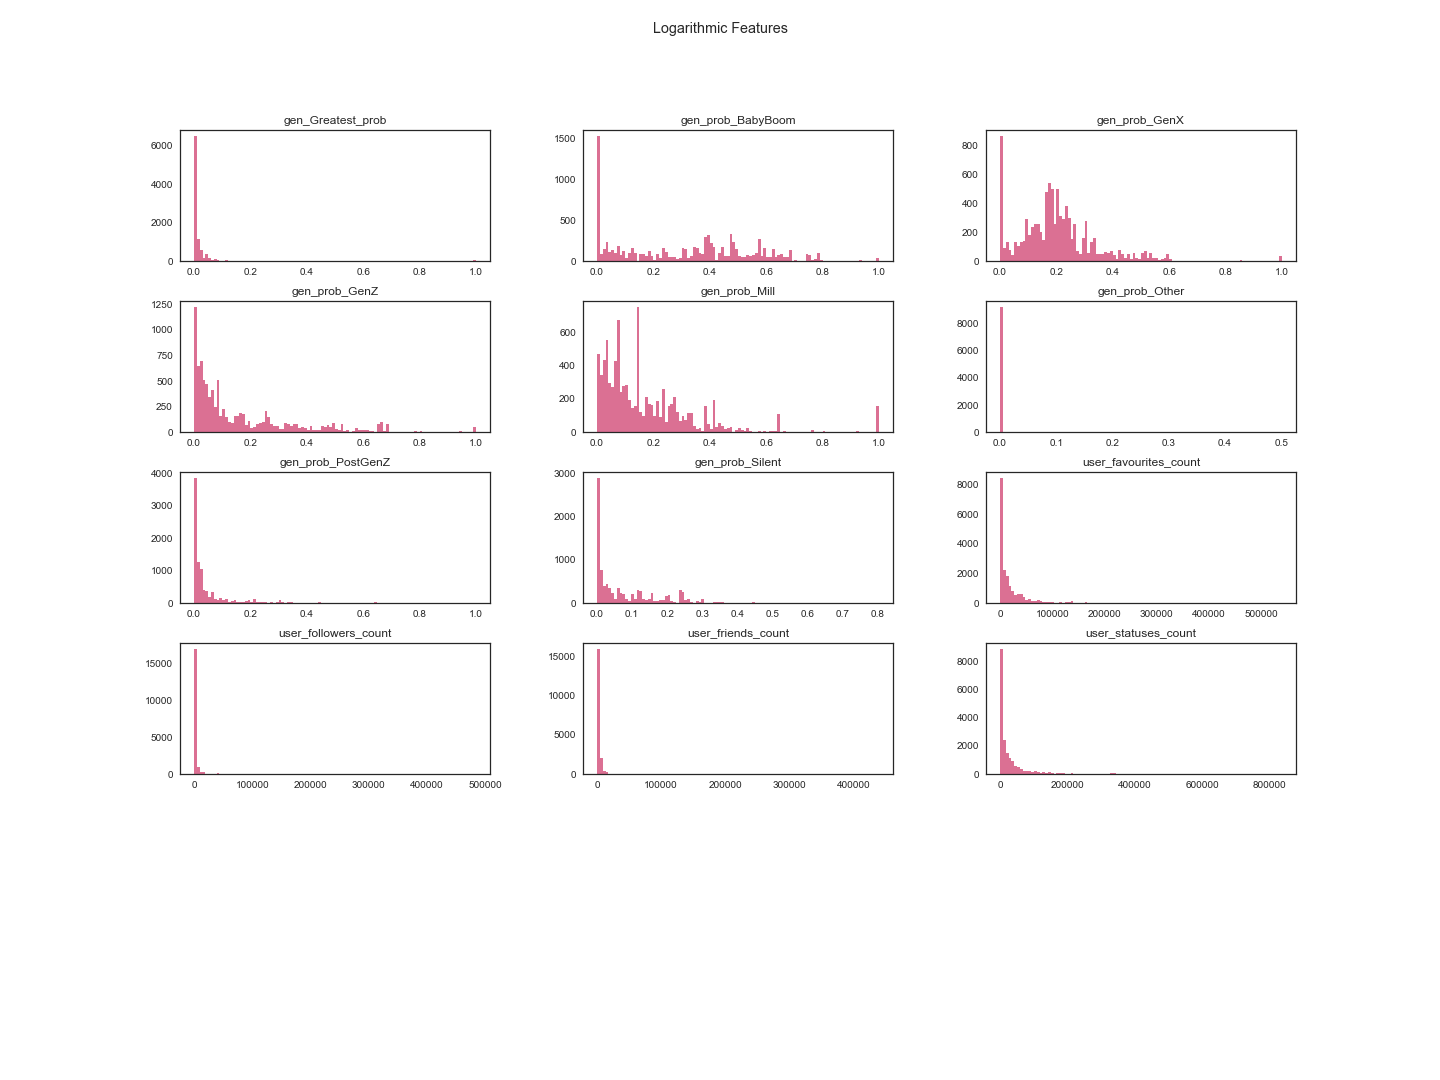 Logarithmic Features
gen_Greatest_prob
6000
4000
2000
0
0.0 0.2 0.4 0.6 0.8 1.0
gen_prob_BabyBoom
1500
1000
500
0
0.0 0.2 0.4 0.6 0.8 1.0
gen_prob_GenX
800
600
400
200
0
0.0 0.2 0.4 0.6 0.8 1.0
gen_prob_GenZ
1250
1000
750
500
250
0
0.0 0.2 0.4 0.6 0.8 1.0
gen_prob_Mill
600
400
200
0
0.0 0.2 0.4 0.6 0.8 1.0
gen_prob_Other
8000
6000
4000
2000
0
0.0 0.1 0.2 0.3 0.4 0.5
gen_prob_PostGenZ
4000
3000
2000
1000
0
0.0 0.2 0.4 0.6 0.8 1.0
gen_prob_Silent
3000
2000
1000
0
0.0 0.1 0.2 0.3 0.4 0.5 0.6 0.7 0.8
user_favourites_count
8000
6000
4000
2000
0
0 100000 200000 300000 400000 500000
user_followers_count
15000
10000
5000
0
0 100000 200000 300000 400000 500000
user_friends_count
15000
10000
5000
0
0 100000 200000 300000 400000
user_statuses_count
8000
6000
4000
2000
0
0 200000 400000 600000 800000